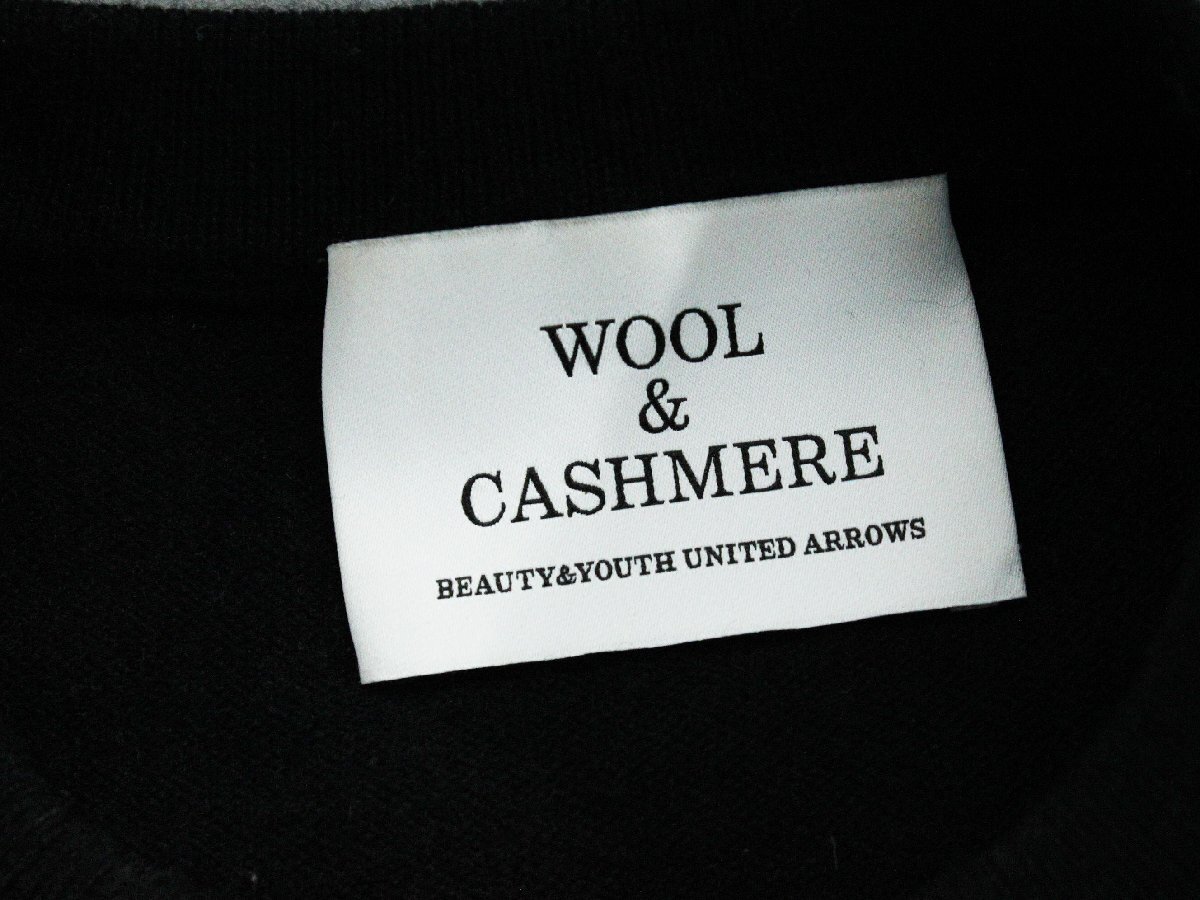 WOOL
&
CASHMERE
BEAUTY&YOUTH UNITED ARROWS